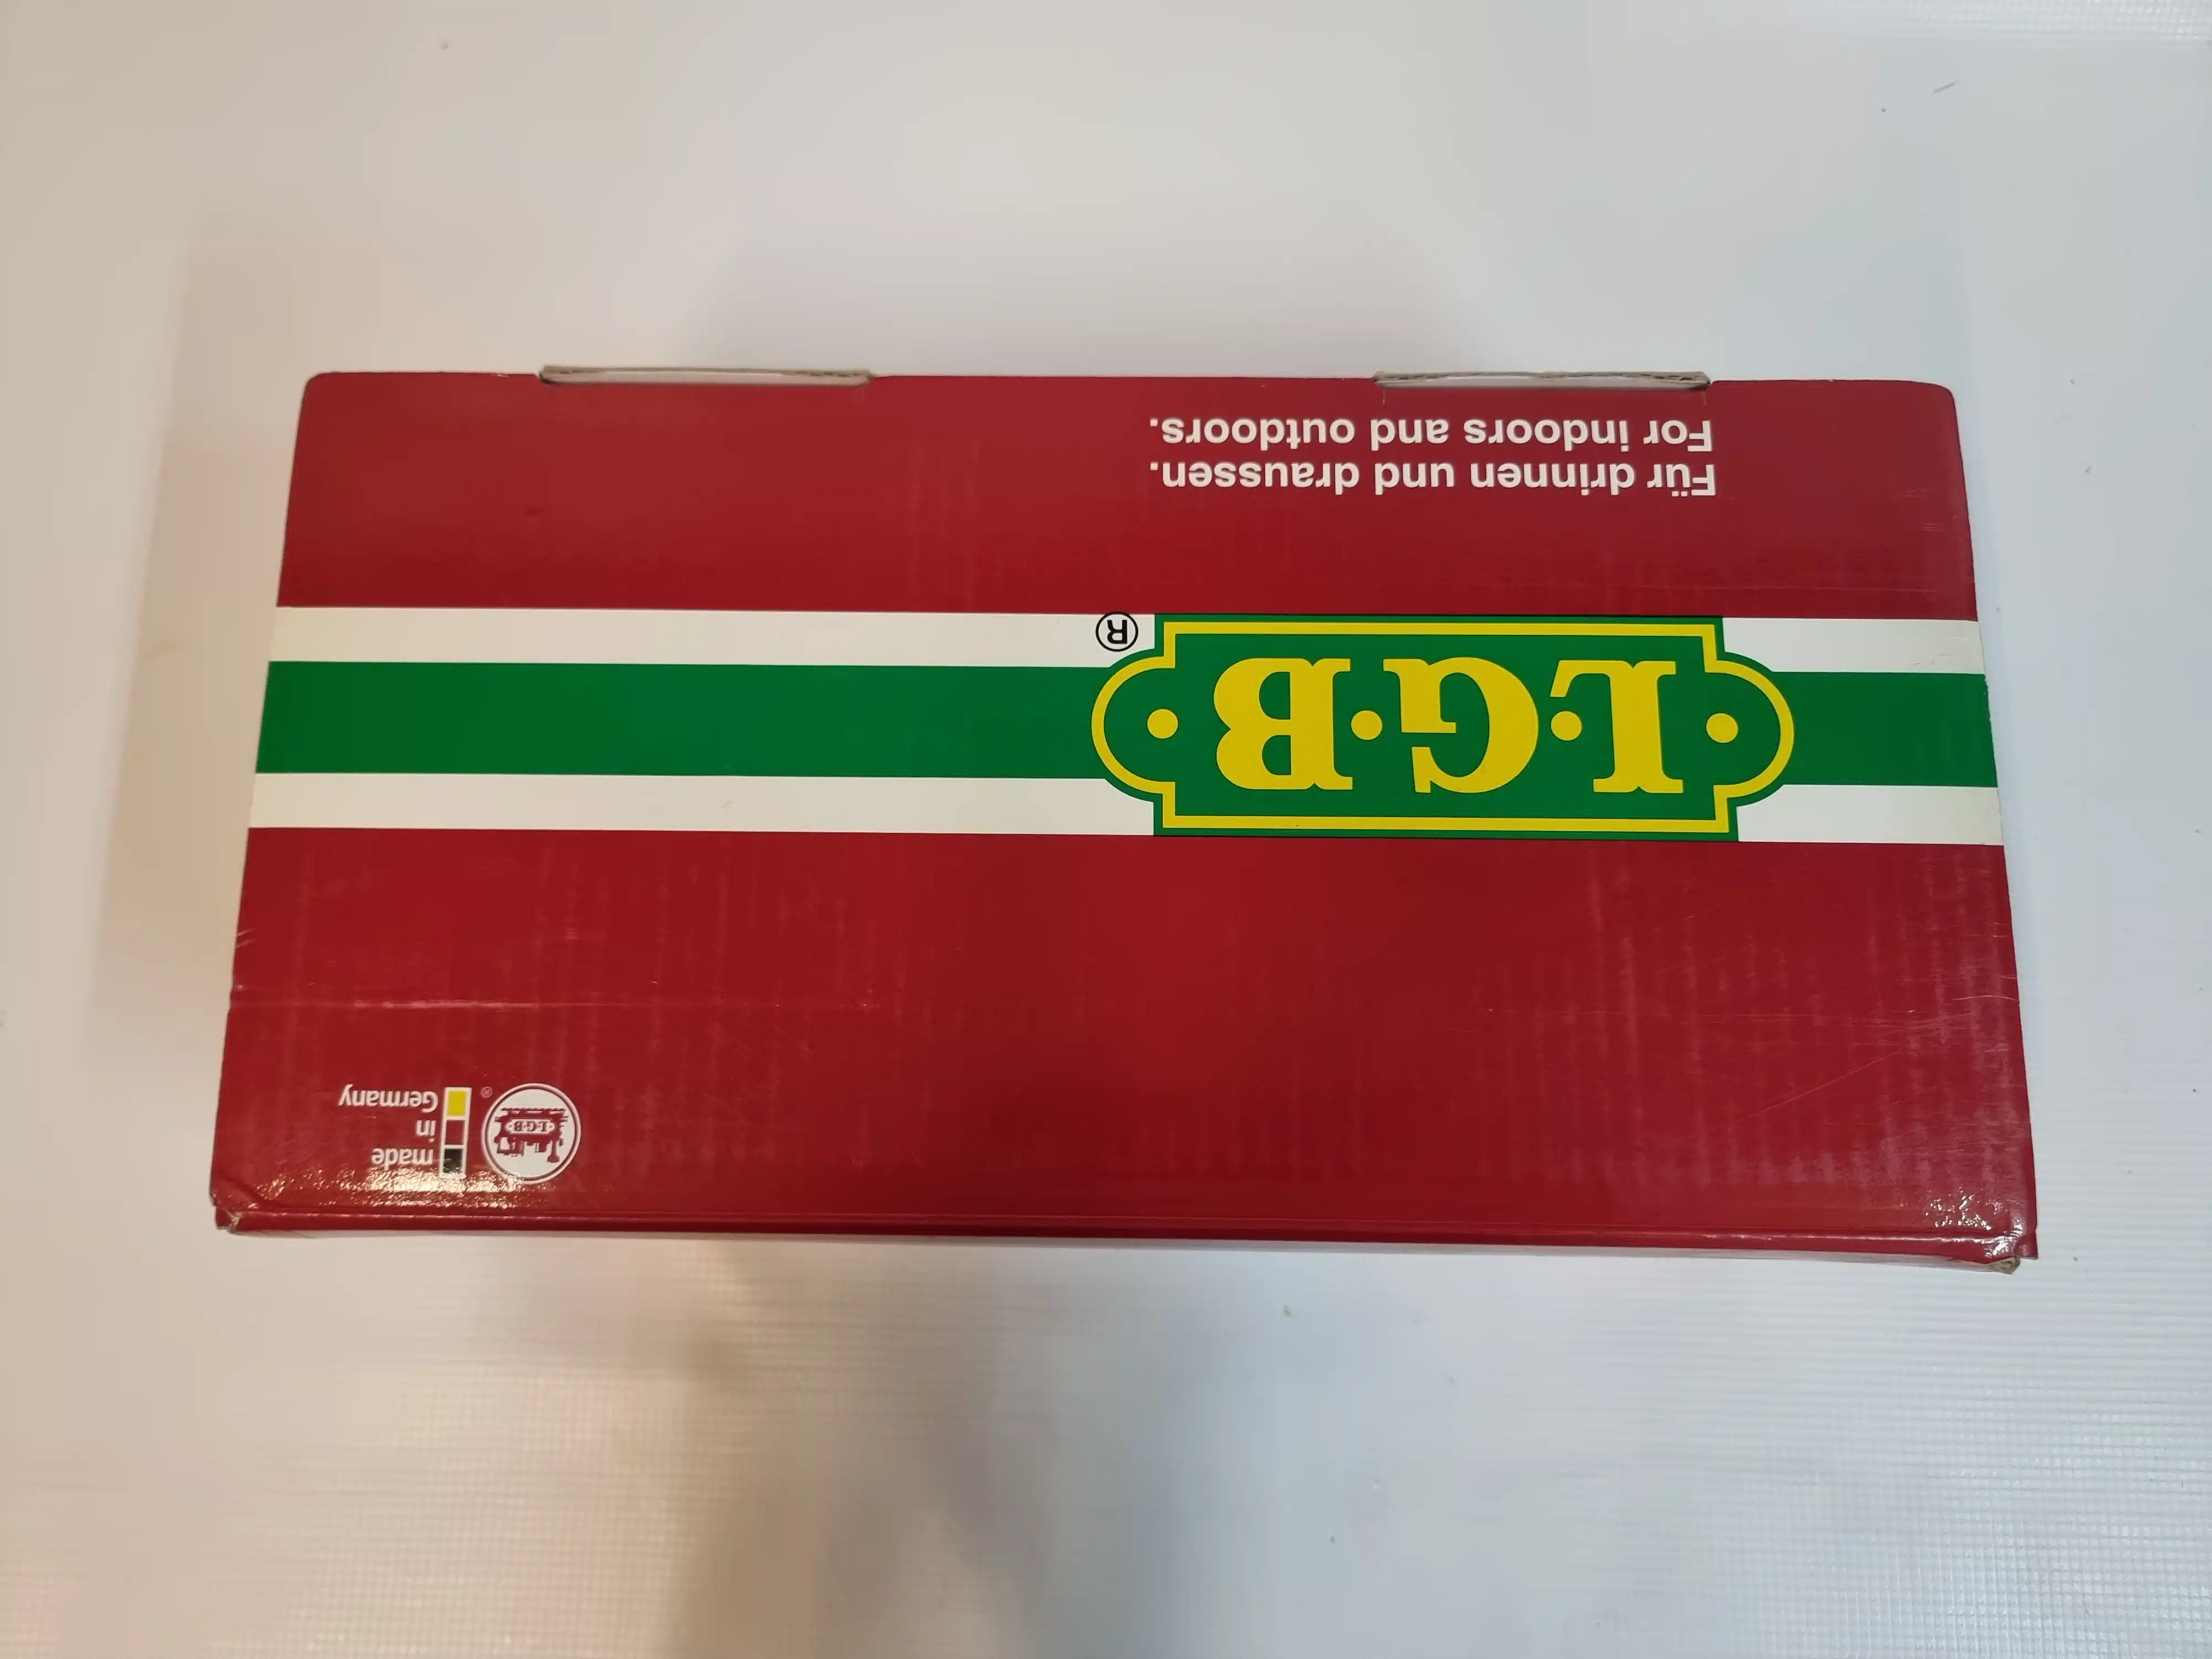 made
in
Germany
L·G·B
®
L·G·B
®
Für drinnen und draussen.
For indoors and outdoors.